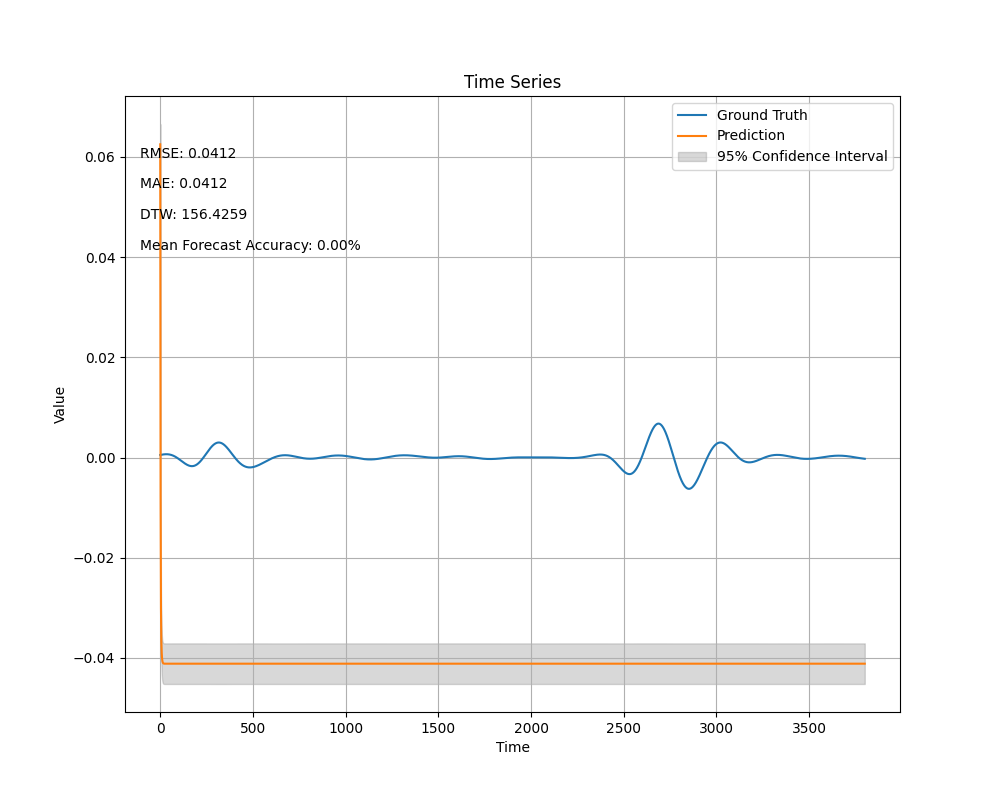 Time Series
Ground Truth
Prediction
95% Confidence Interval
RMSE: 0.0412
MAE: 0.0412
DTW: 156.4259
Mean Forecast Accuracy: 0.00%
0.06
0.04
0.02
0.00
−0.02
−0.04
Value
0 500 1000 1500 2000 2500 3000 3500
Time